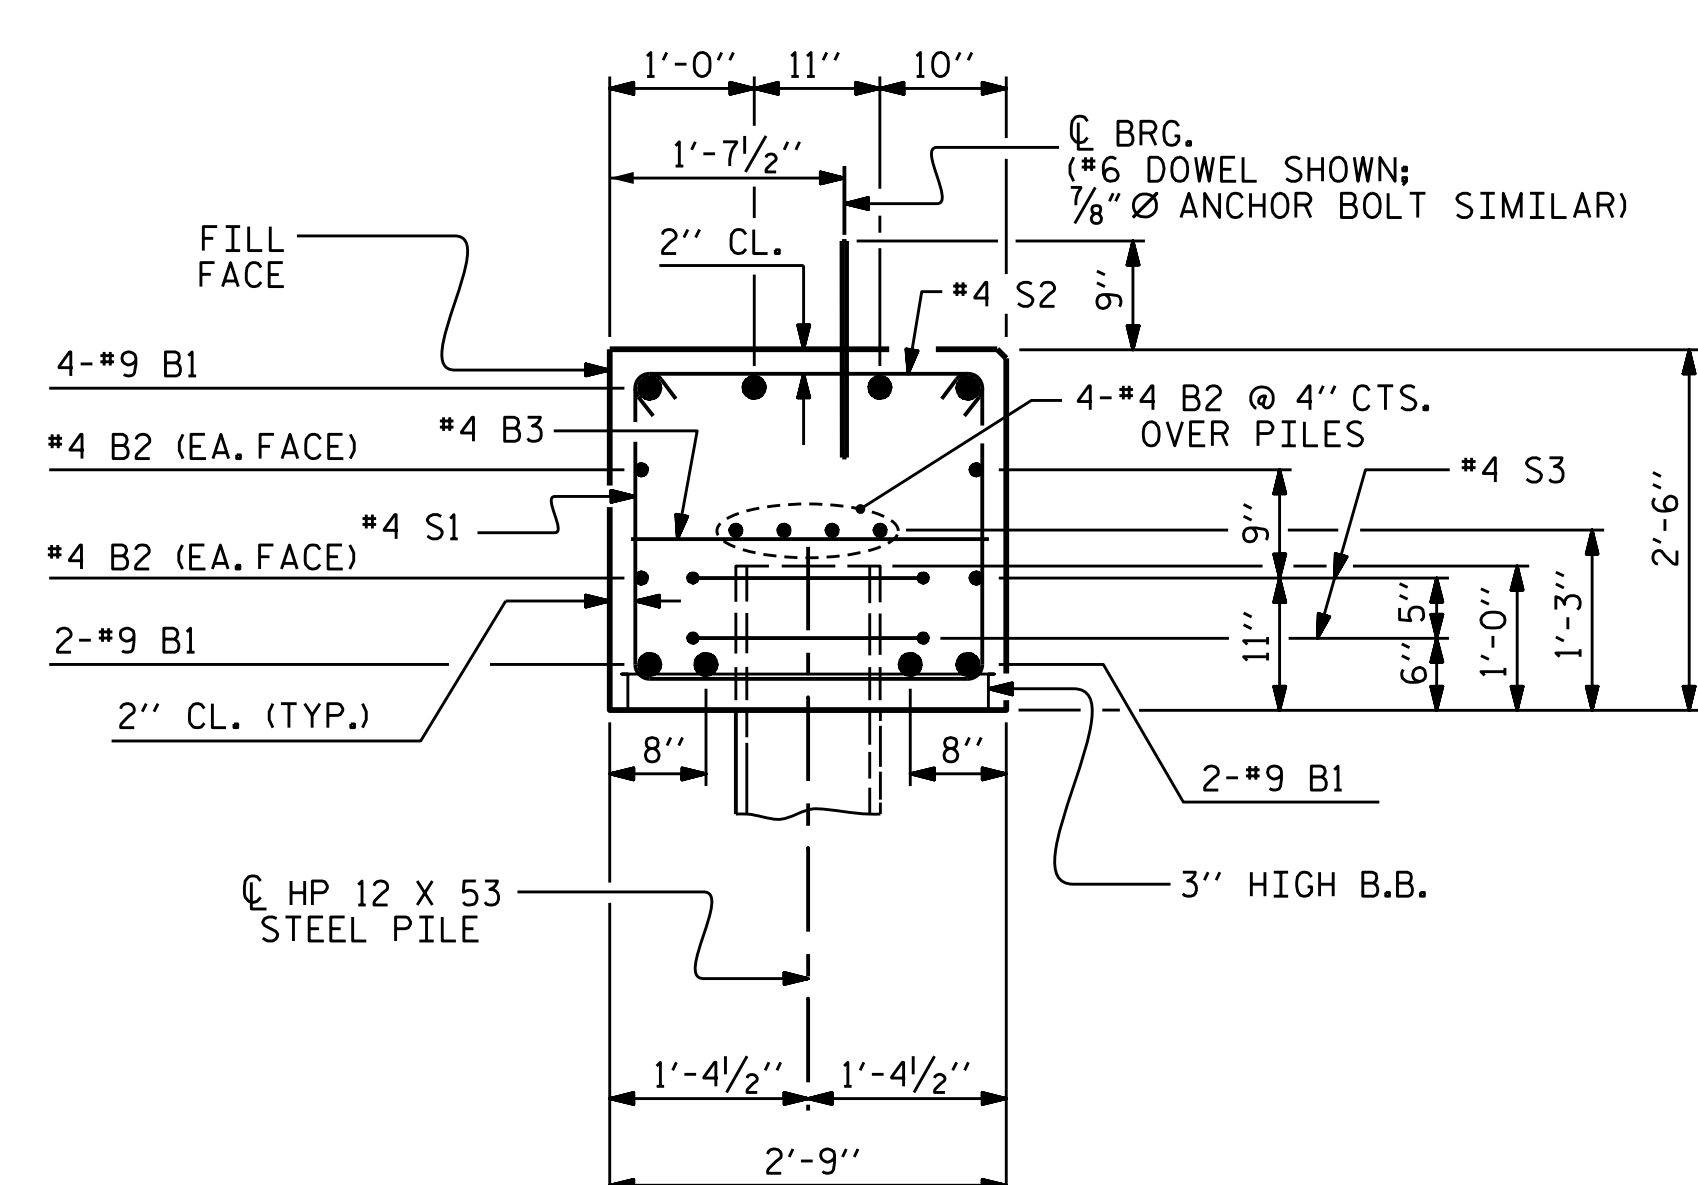 1'-0" 11" 10"
1'-7 1/2"
℄ BRG.
(#6 DOWEL SHOWN;
7/8" Ø ANCHOR BOLT SIMILAR)
FILL
FACE
2" CL.
#4 S2
9"
4-#9 B1
#4 B3
4-#4 B2 @ 4" CTS.
OVER PILES
#4 B2 (EA. FACE)
#4 S3
#4 S1
9"
2'-6"
#4 B2 (EA. FACE)
5"
1'-0"
1'-3"
2-#9 B1
11"
6"
2" CL. (TYP.)
8"
8"
2-#9 B1
℄ HP 12 X 53
STEEL PILE
3" HIGH B.B.
1'-4 1/2" 1'-4 1/2"
2'-9"